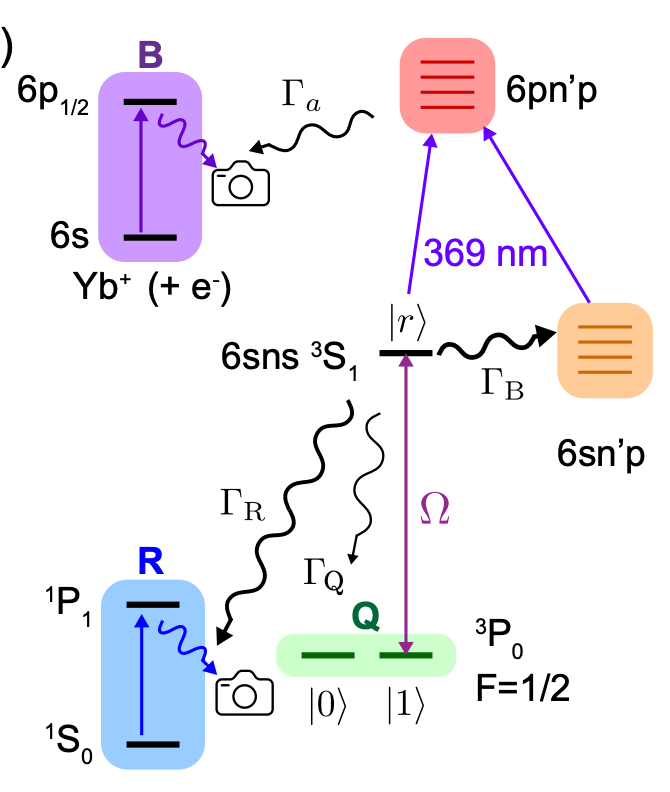 )
B
6p1/2
6s
Yb⁺ (+ e⁻)
Γa
6pn'p
369 nm
|r⟩
6sns ³S₁
ΓB
6sn'p
ΓR
ΓQ
Ω
R
¹P₁
¹S₀
Q
|0⟩
|1⟩
³P₀
F=1/2